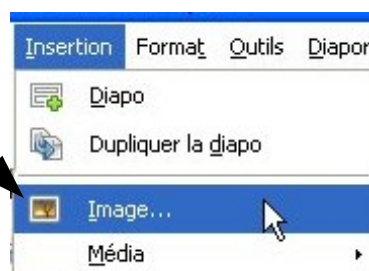 Insertion Format Outils Diapor
Diapo
Dupliquer la diapo
Image...
Média